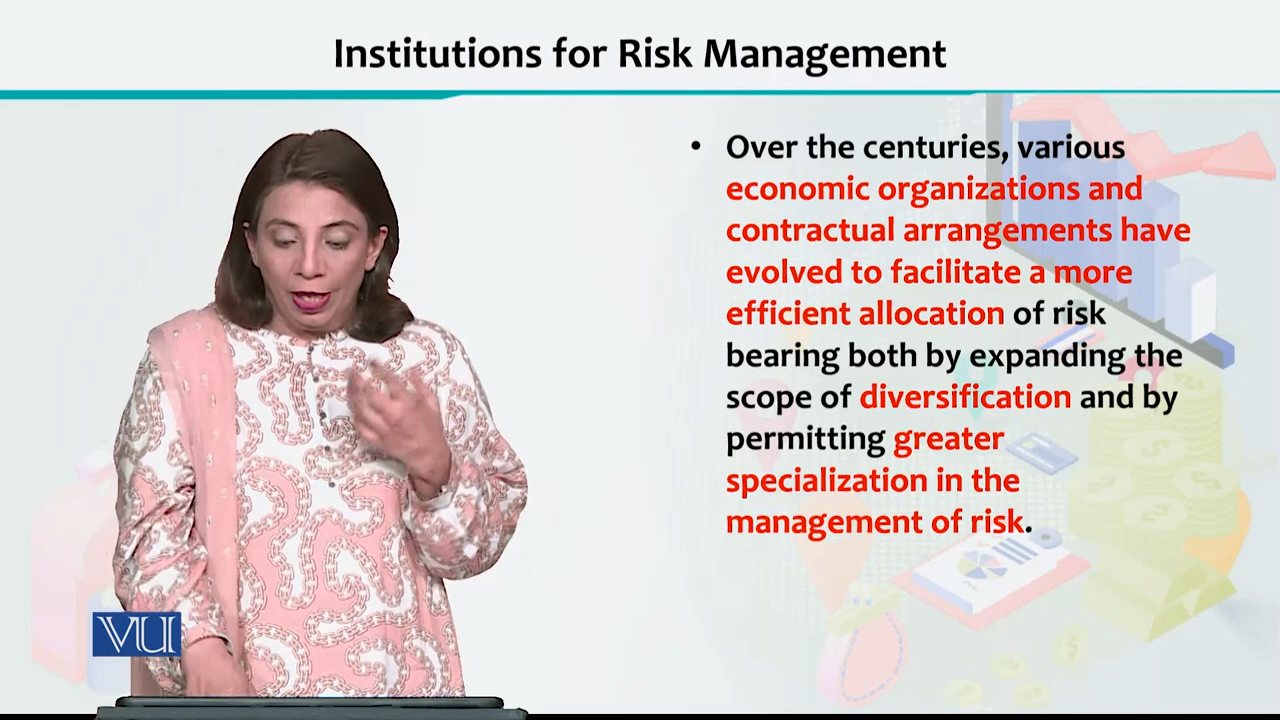 Institutions for Risk Management
• Over the centuries, various
economic organizations and
contractual arrangements have
evolved to facilitate a more
efficient allocation of risk
bearing both by expanding the
scope of diversification and by
permitting greater
specialization in the
management of risk.
VU